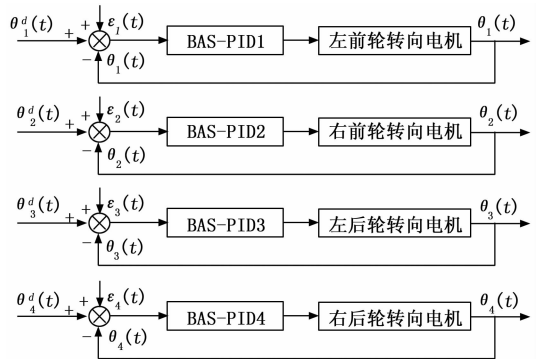 θ₁ᵈ(t) + + ε₁(t) BAS-PID1 左前轮转向电机 θ₁(t)
− θ₁(t)
θ₂ᵈ(t) + + ε₂(t) BAS-PID2 右前轮转向电机 θ₂(t)
− θ₂(t)
θ₃ᵈ(t) + + ε₃(t) BAS-PID3 左后轮转向电机 θ₃(t)
− θ₃(t)
θ₄ᵈ(t) + + ε₄(t) BAS-PID4 右后轮转向电机 θ₄(t)
− θ₄(t)